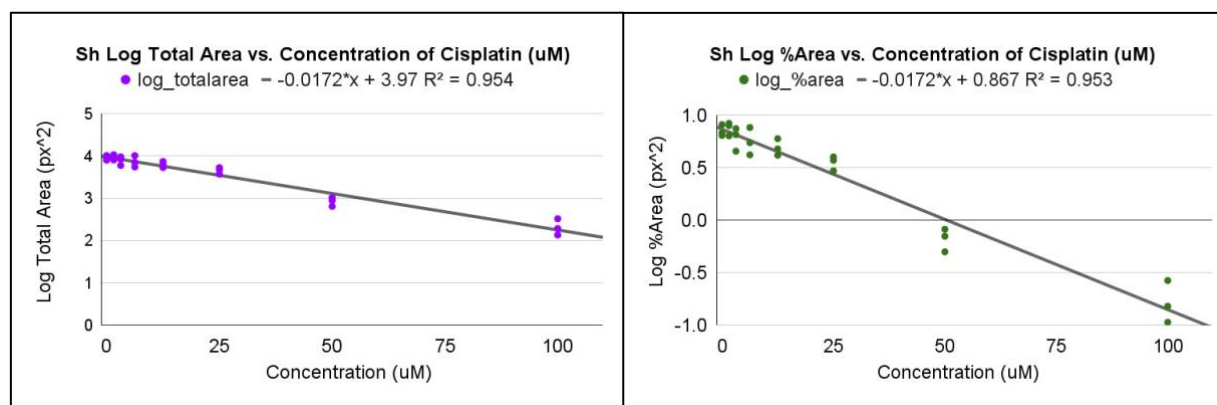 Sh Log Total Area vs. Concentration of Cisplatin (uM)
log_totalarea — -0.0172*x + 3.97 R² = 0.954
5
4
3
2
1
0
Log Total Area (px^2)
0 25 50 75 100
Concentration (uM)
Sh Log %Area vs. Concentration of Cisplatin (uM)
log_%area — -0.0172*x + 0.867 R² = 0.953
1.0
0.5
0.0
-0.5
-1.0
Log %Area (px^2)
0 25 50 75 100
Concentration (uM)